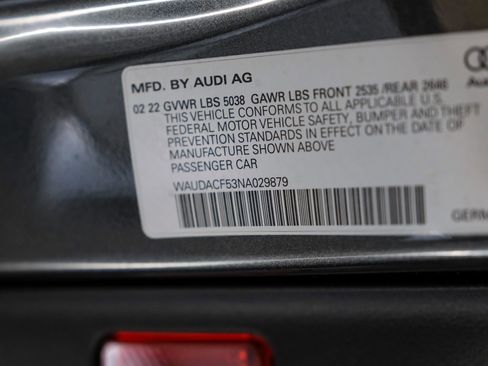 MFD. BY AUDI AG
02 22 GVWR LBS 5038 GAWR LBS FRONT 2535 /REAR 2646
THIS VEHICLE CONFORMS TO ALL APPLICABLE U.S.
FEDERAL MOTOR VEHICLE SAFETY, BUMPER, AND THEFT
PREVENTION STANDARDS IN EFFECT ON THE DATE OF
MANUFACTURE SHOWN ABOVE
PASSENGER CAR
WAUDACF53NA029879